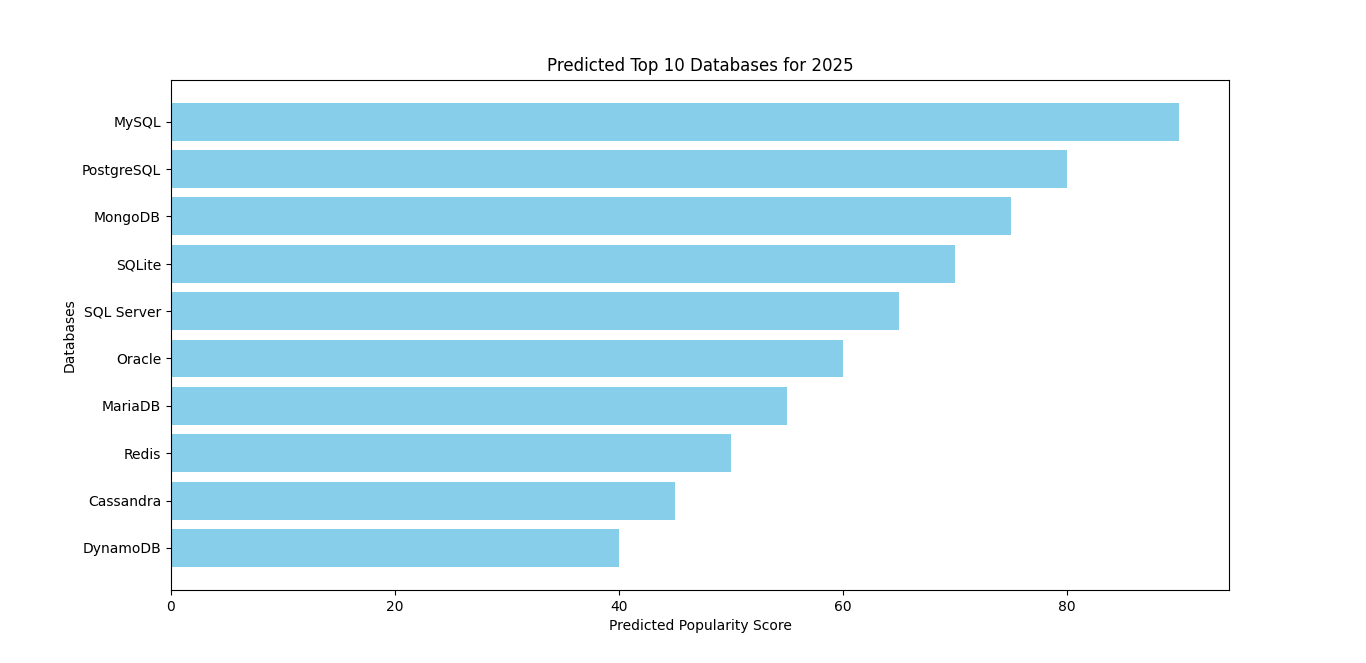 Predicted Top 10 Databases for 2025
MySQL
PostgreSQL
MongoDB
SQLite
SQL Server
Oracle
MariaDB
Redis
Cassandra
DynamoDB
Databases
0 20 40 60 80
Predicted Popularity Score